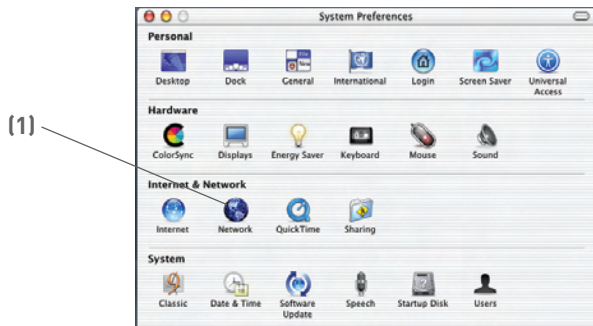 System Preferences
Personal
Desktop Dock General International Login Screen Saver Universal Access
Hardware
(1)
ColorSync Displays Energy Saver Keyboard Mouse Sound
Internet & Network
Internet Network QuickTime Sharing
System
Classic Date & Time Software Update Speech Startup Disk Users